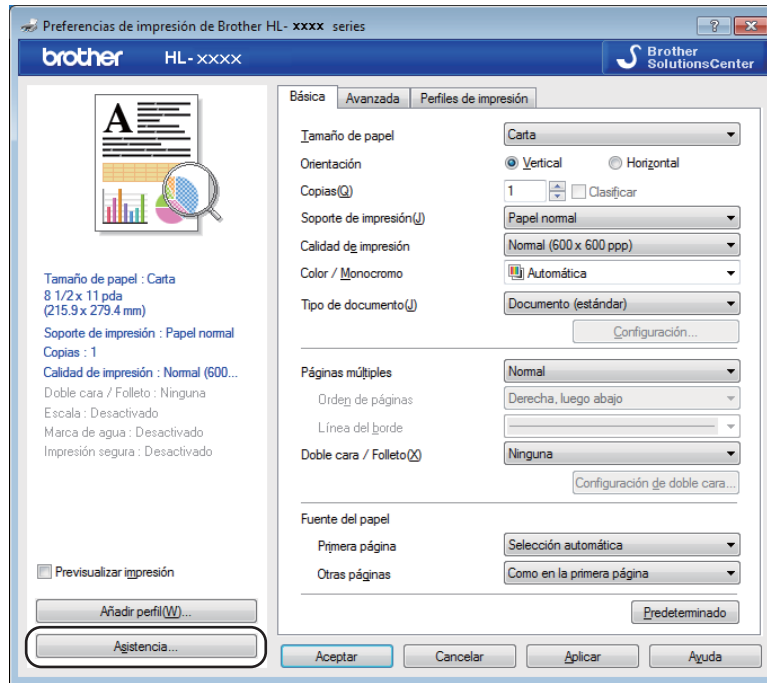 Preferencias de impresión de Brother HL- xxxx series
brother HL-xxxx
Brother
SolutionsCenter
A
Tamaño de papel : Carta
8 1/2 x 11 pda
(215.9 x 279.4 mm)
Soporte de impresión : Papel normal
Copias : 1
Calidad de impresión : Normal (600...
Doble cara / Folleto : Ninguna
Escala : Desactivado
Marca de agua : Desactivado
Impresión segura : Desactivado
Previsualizar impresión
Añadir perfil(W)...
Asistencia...
Básica Avanzada Perfiles de impresión
Tamaño de papel Carta
Orientación Vertical Horizontal
Copias(Q) 1 Clasificar
Soporte de impresión(J) Papel normal
Calidad de impresión Normal (600 x 600 ppp)
Color / Monocromo Automática
Tipo de documento(J) Documento (estándar)
Configuración...
Páginas múltiples Normal
Orden de páginas Derecha, luego abajo
Línea del borde
Doble cara / Folleto(X) Ninguna
Configuración de doble cara...
Fuente del papel
Primera página Selección automática
Otras páginas Como en la primera página
Predeterminado
Aceptar Cancelar Aplicar Ayuda